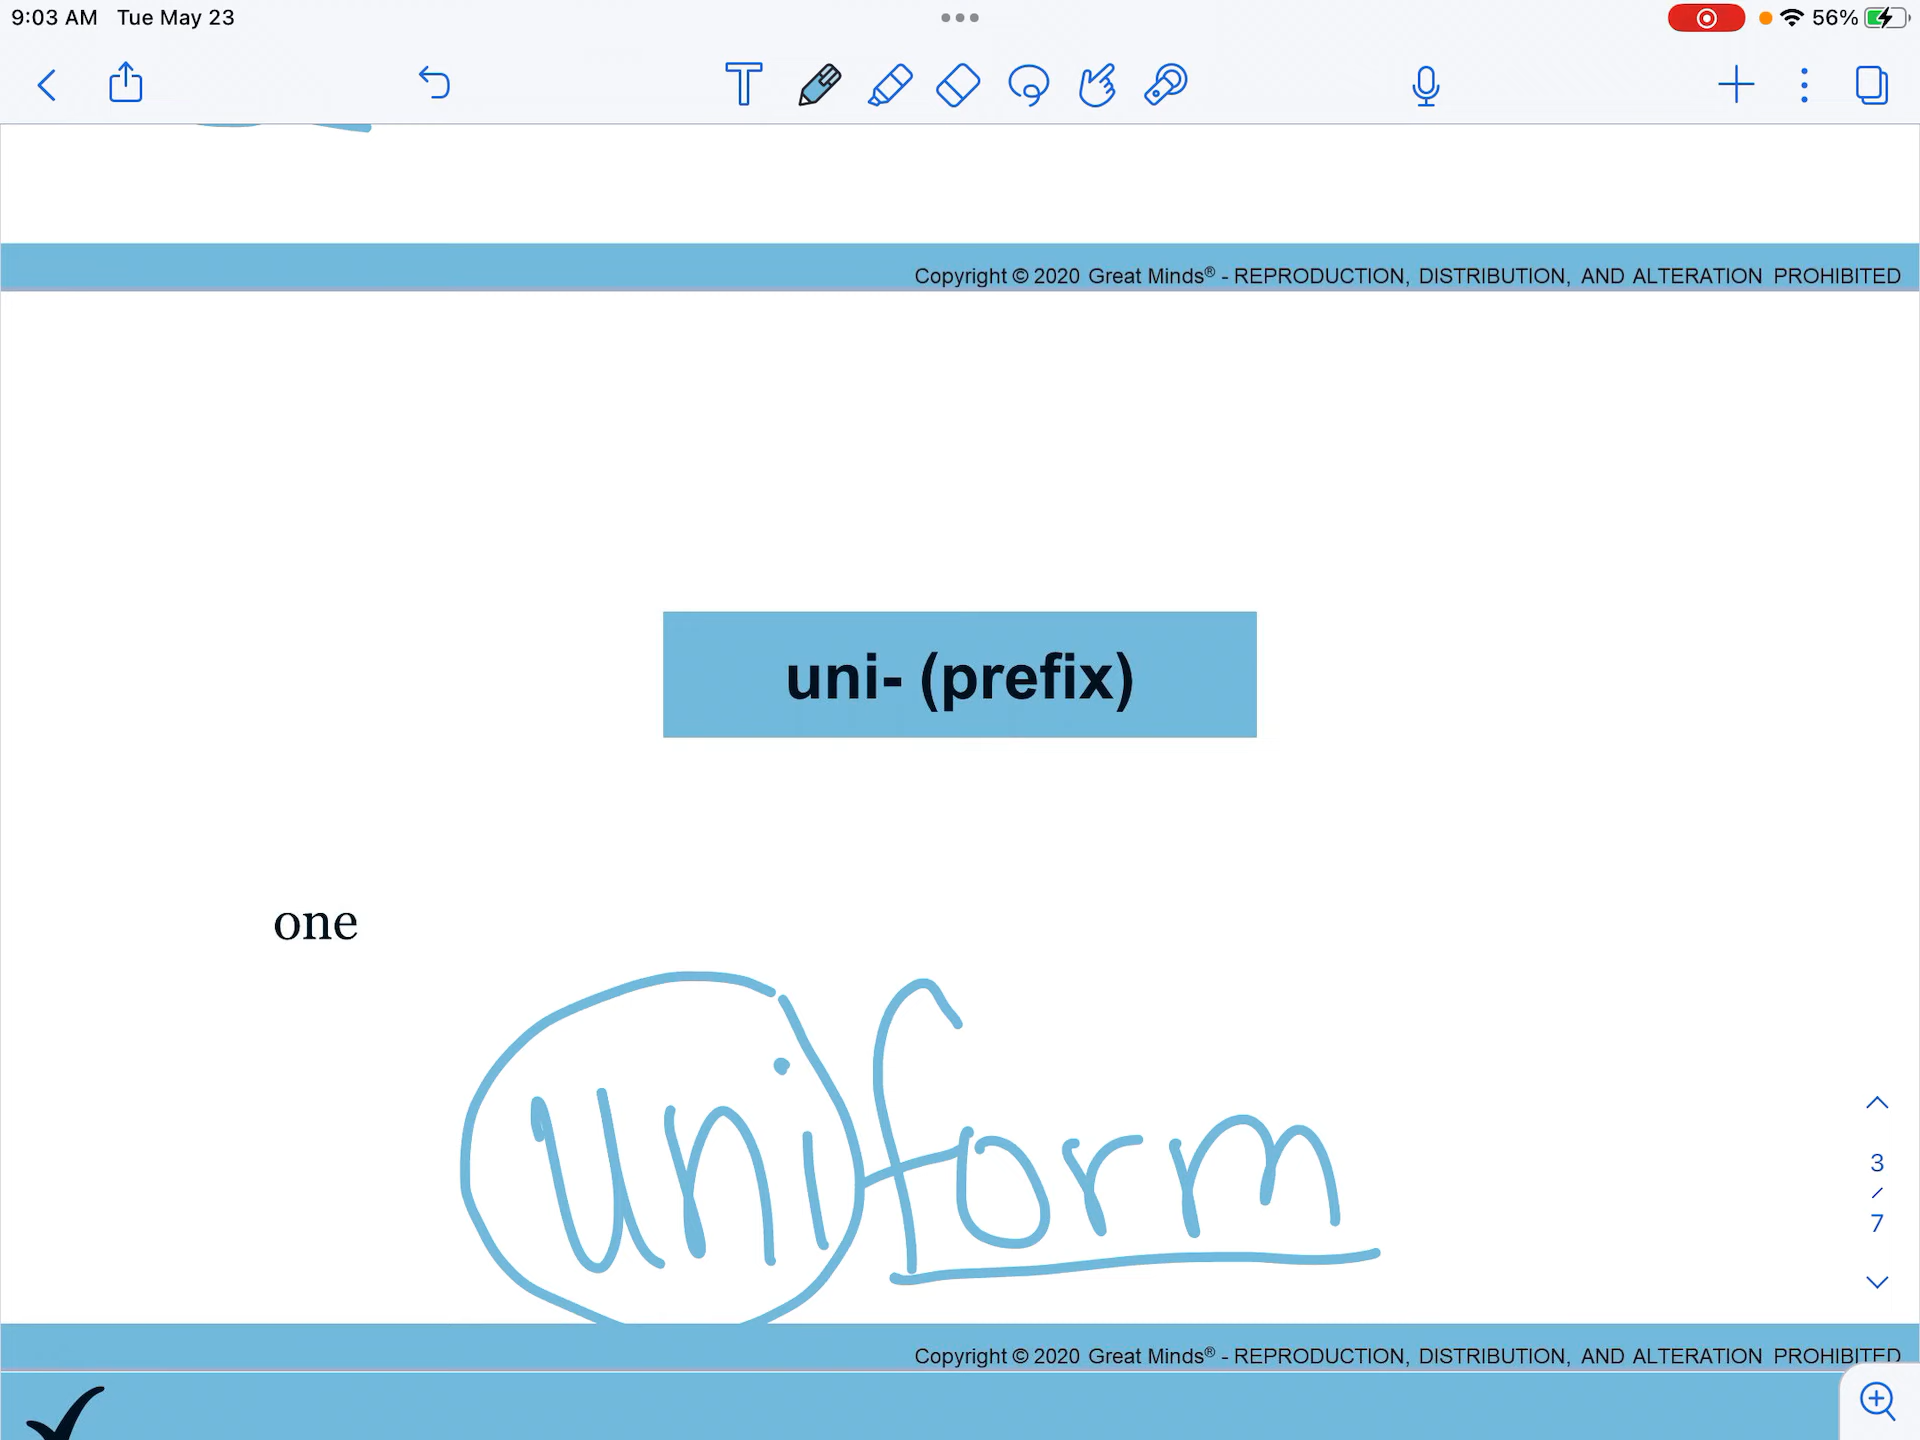 9:03 AM Tue May 23
56%
T
Copyright © 2020 Great Minds® - REPRODUCTION, DISTRIBUTION, AND ALTERATION PROHIBITED
uni- (prefix)
one
uniform
3
/
7
Copyright © 2020 Great Minds® - REPRODUCTION, DISTRIBUTION, AND ALTERATION PROHIBITED